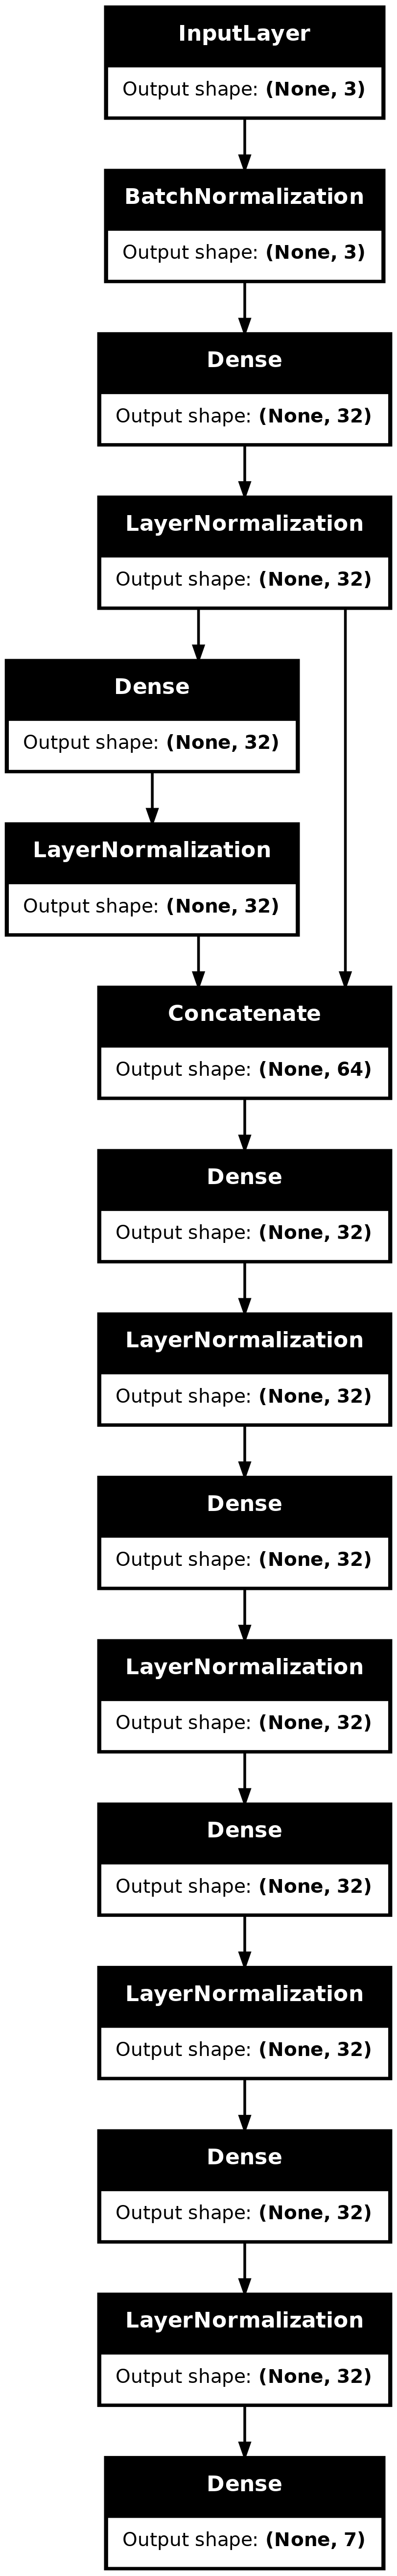 InputLayer
Output shape: (None, 3)
BatchNormalization
Output shape: (None, 3)
Dense
Output shape: (None, 32)
LayerNormalization
Output shape: (None, 32)
Dense
Output shape: (None, 32)
LayerNormalization
Output shape: (None, 32)
Concatenate
Output shape: (None, 64)
Dense
Output shape: (None, 32)
LayerNormalization
Output shape: (None, 32)
Dense
Output shape: (None, 32)
LayerNormalization
Output shape: (None, 32)
Dense
Output shape: (None, 32)
LayerNormalization
Output shape: (None, 32)
Dense
Output shape: (None, 32)
LayerNormalization
Output shape: (None, 32)
Dense
Output shape: (None, 7)